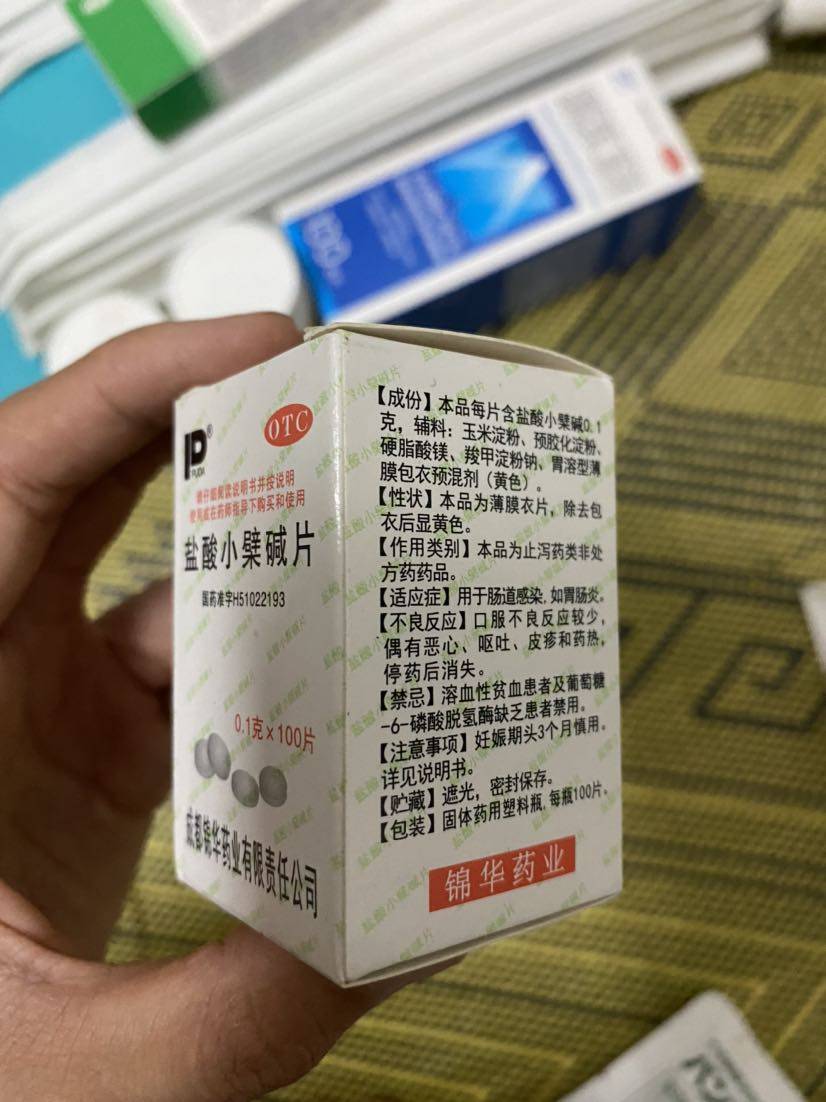 PUDA
OTC
请仔细阅读说明书并按说明
使用或在药师指导下购买和使用
盐酸小檗碱片
国药准字H51022193
0.1克×100片
成都锦华药业有限责任公司
【成份】本品每片含盐酸小檗碱0.1
克，辅料：玉米淀粉、预胶化淀粉、
硬脂酸镁、羧甲淀粉钠、胃溶型薄
膜包衣预混剂（黄色）。
【性状】本品为薄膜衣片，除去包
衣后显黄色。
【作用类别】本品为止泻药类非处
方药药品。
【适应症】用于肠道感染,如胃肠炎。
【不良反应】口服不良反应较少，
偶有恶心、呕吐、皮疹和药热，
停药后消失。
【禁忌】溶血性贫血患者及葡萄糖
-6-磷酸脱氢酶缺乏患者禁用。
【注意事项】妊娠期头3个月慎用。
详见说明书。
【贮藏】遮光，密封保存。
【包装】固体药用塑料瓶,每瓶100片。
锦华药业